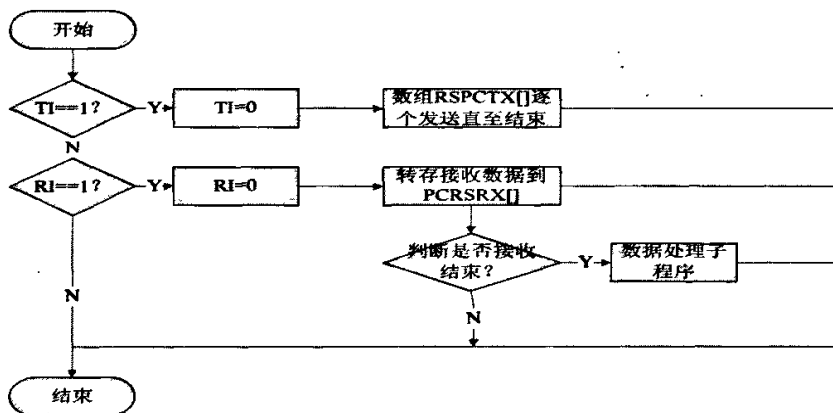 开始
TI==1？
Y
TI=0
数组RSPCTX[]逐
个发送直至结束
N
RI==1？
Y
RI=0
转存接收数据到
PCRSRX[]
判断是否接收
结束？
Y
数据处理子
程序
N
N
结束